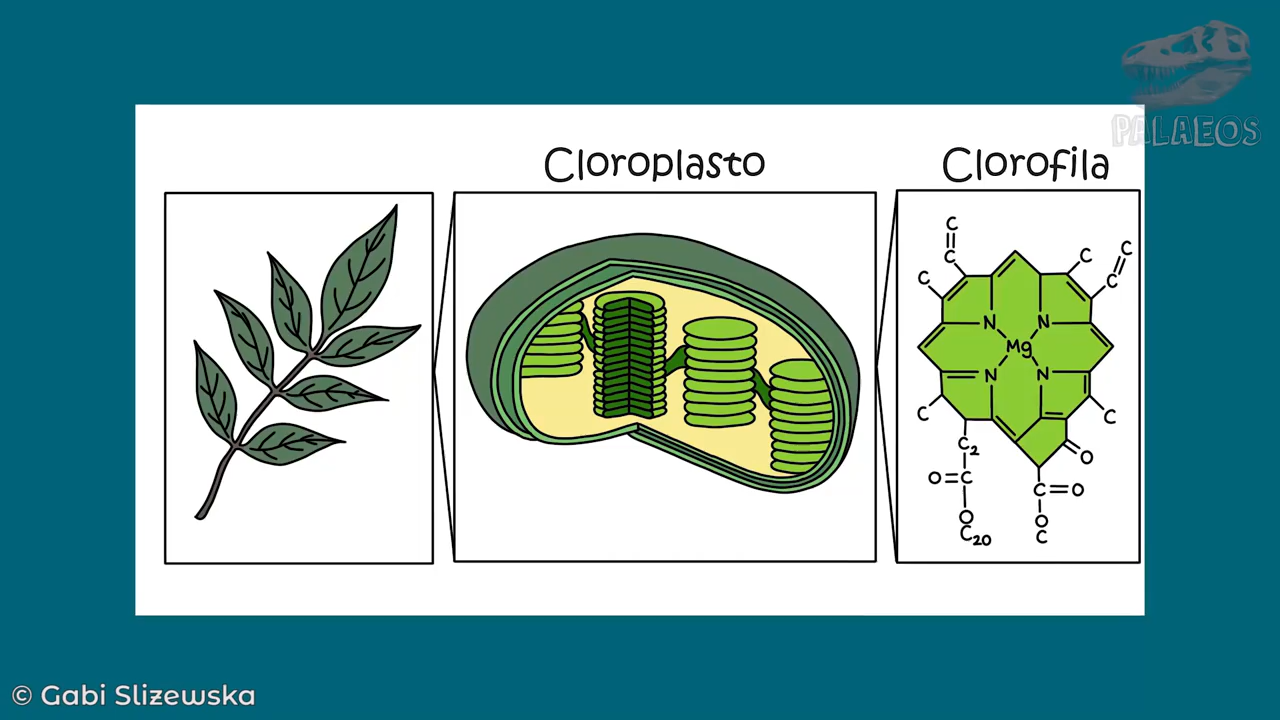 PALAEOS
Cloroplasto
Clorofila
C
C
C
C
C
C
N
N
Mg
N
N
C
C
C₂
O
O=C
C=O
O
O
C₂₀
C
© Gabi Slizewska